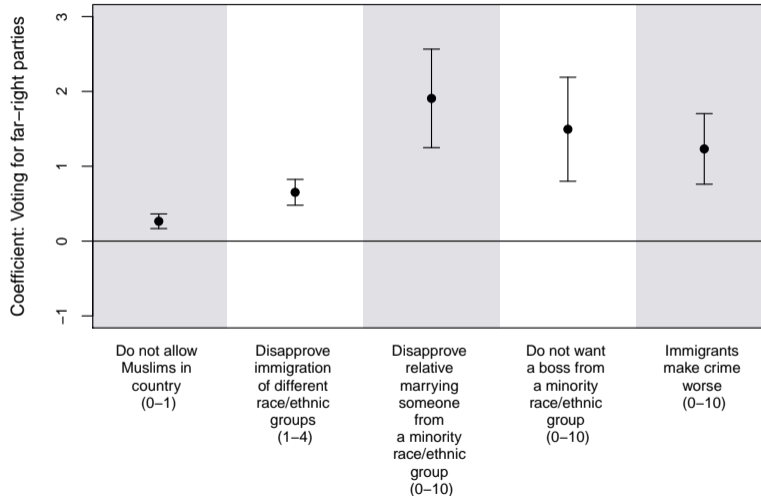 Coefficient: Voting for far−right parties
3
2
1
0
−1
Do not allow
Muslims in
country
(0−1)
Disapprove
immigration
of different
race/ethnic
groups
(1−4)
Disapprove
relative
marrying
someone
from
a minority
race/ethnic
group
(0−10)
Do not want
a boss from
a minority
race/ethnic
group
(0−10)
Immigrants
make crime
worse
(0−10)